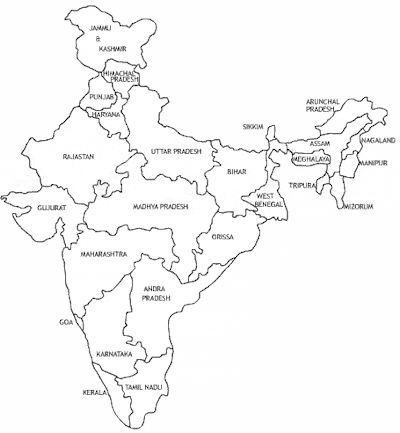 JAMMU
&
KASHMIR
HIMACHAL
PRADESH
PUNJAB
HARYANA
ARUNCHAL
PRADESH
SIKKIM
ASSAM
NAGALAND
RAJASTAN
UTTAR PRADESH
MEGHALAYA
MANIPUR
BIHAR
TRIPURA
GUJURAT
MADHYA PRADESH
WEST
BENEGAL
MIZORUM
ORISSA
MAHARASHTRA
ANDRA
PRADESH
GOA
KARNATAKA
KERALA
TAMIL NADU